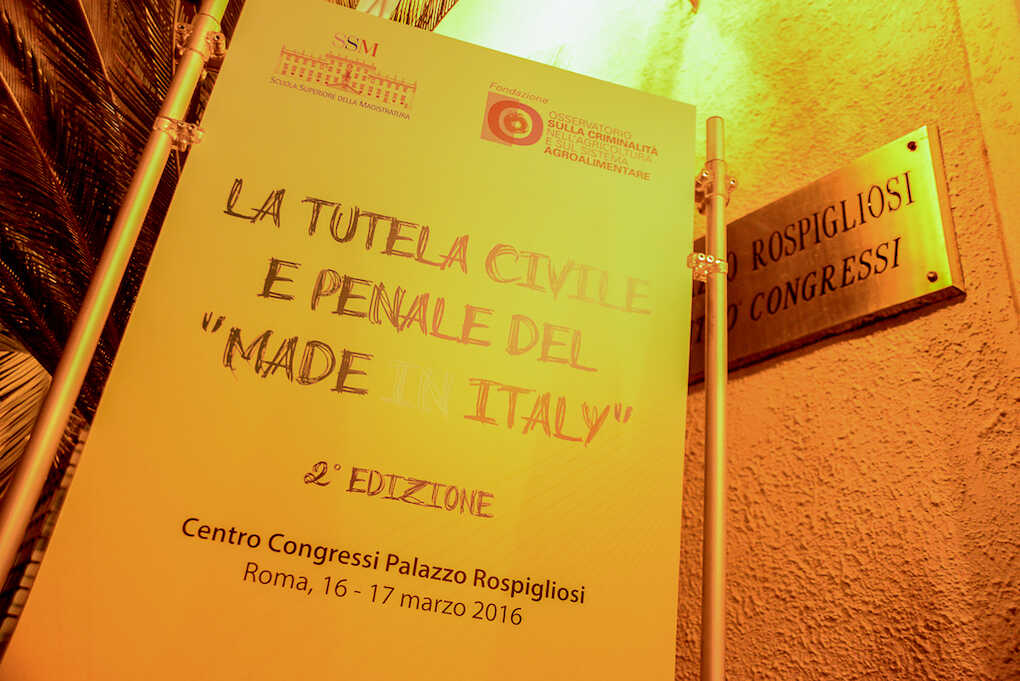 SSM
SCUOLA SUPERIORE DELLA MAGISTRATURA
Fondazione
OSSERVATORIO
SULLA CRIMINALITÀ
NELL'AGRICOLTURA
E SUL SISTEMA
AGROALIMENTARE
LA TUTELA CIVILE
E PENALE DEL
"MADE IN ITALY"
2° EDIZIONE
Centro Congressi Palazzo Rospigliosi
Roma, 16 - 17 marzo 2016
ROSPIGLIOSI
CONGRESSI